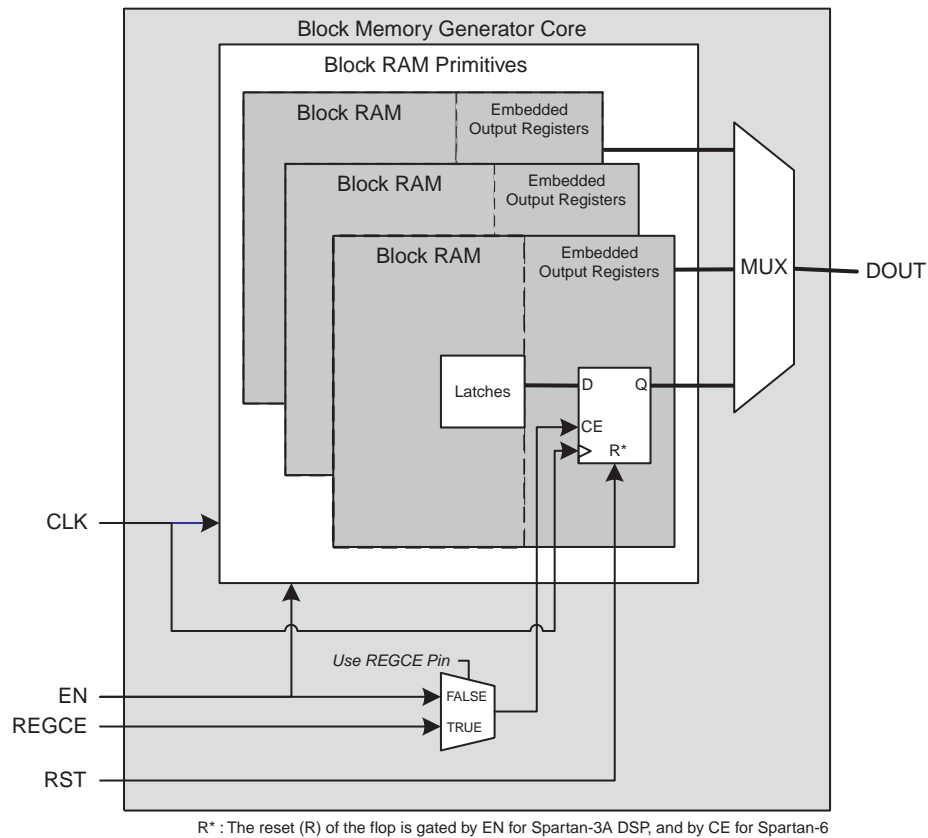 Block Memory Generator Core
Block RAM Primitives
Block RAM
Embedded
Output Registers
Block RAM
Embedded
Output Registers
Block RAM
Embedded
Output Registers
MUX
DOUT
Latches
D
Q
CE
R*
CLK
Use REGCE Pin
EN
FALSE
REGCE
TRUE
RST
R* : The reset (R) of the flop is gated by EN for Spartan-3A DSP, and by CE for Spartan-6